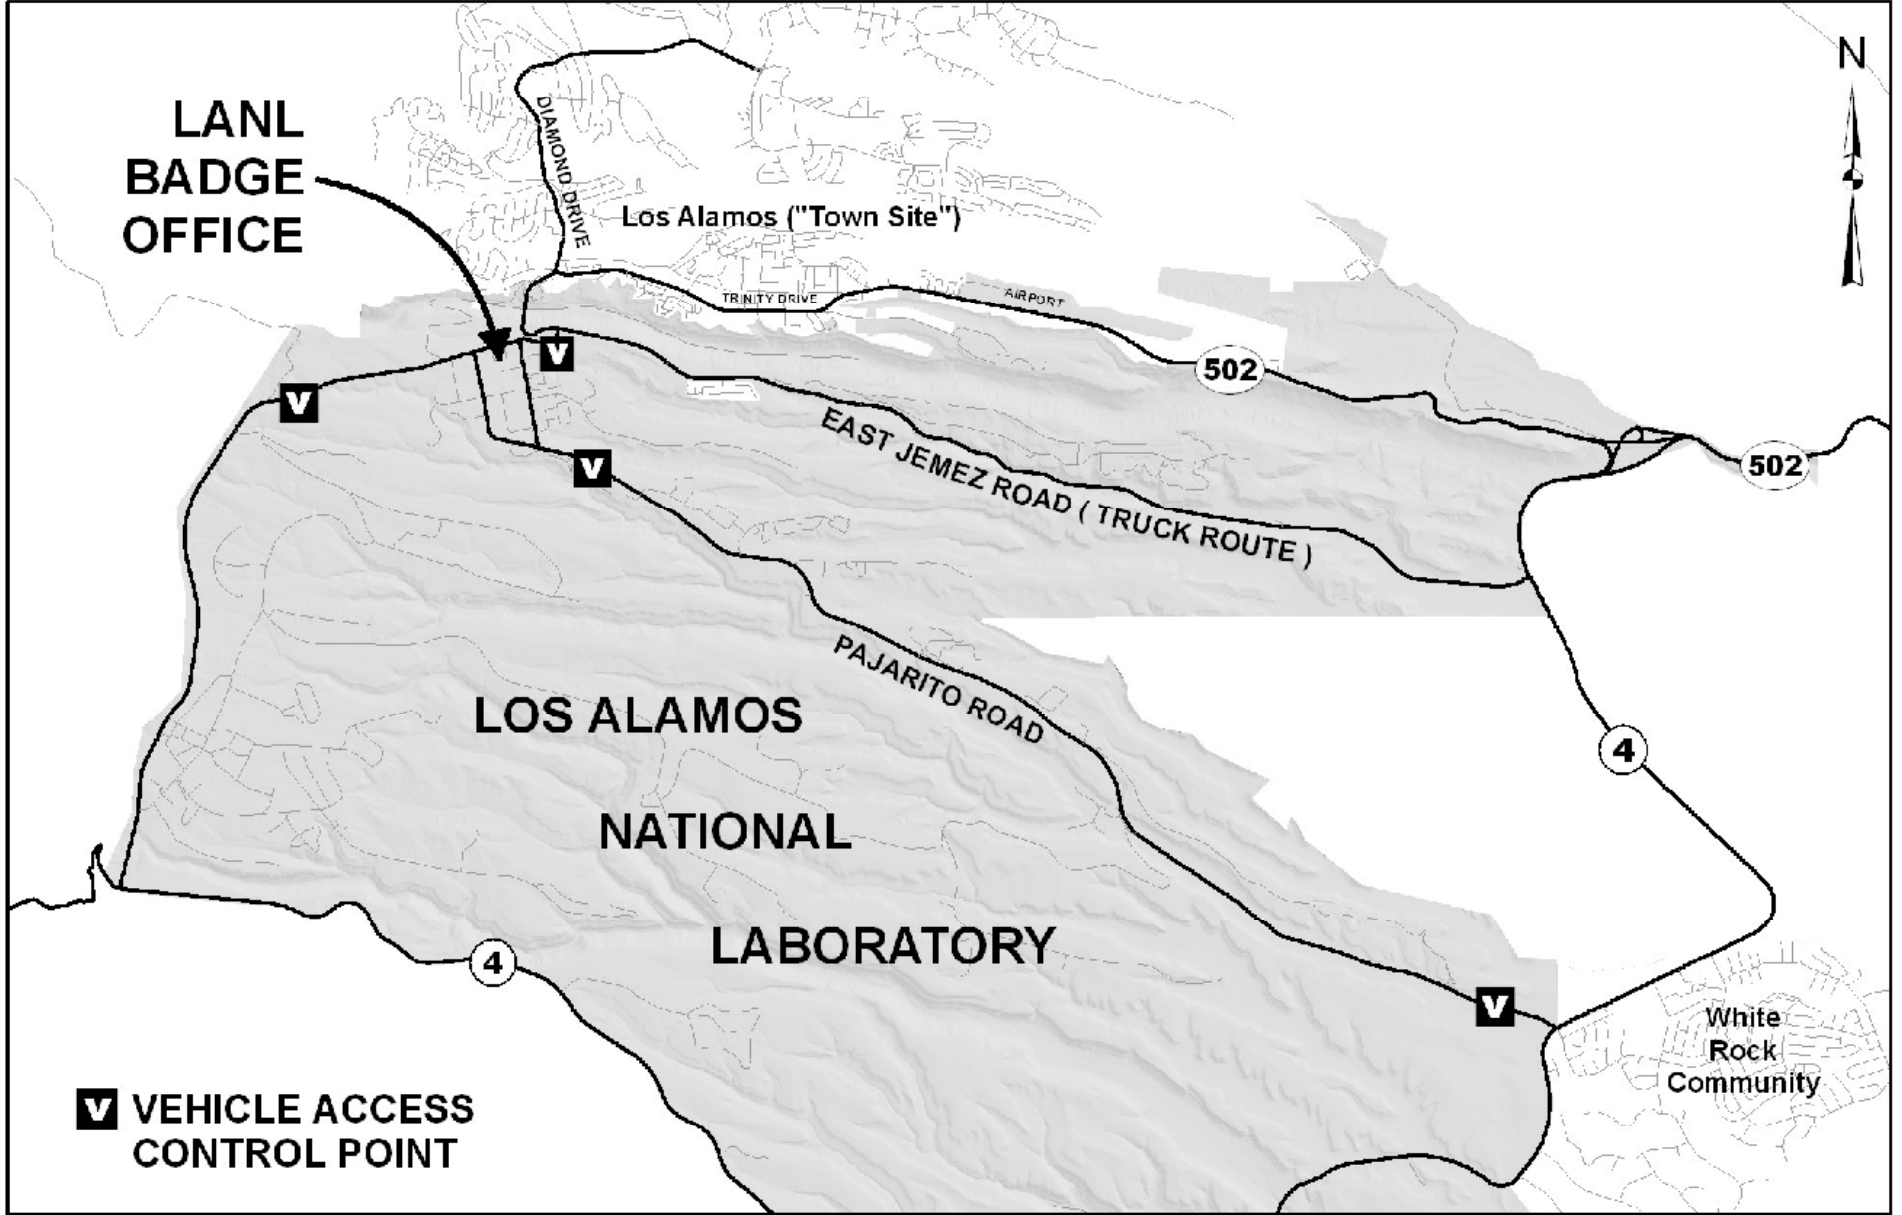 N
LANL
BADGE
OFFICE
DIAMOND DRIVE
Los Alamos ("Town Site")
TRINITY DRIVE
AIRPORT
V
502
V
EAST JEMEZ ROAD ( TRUCK ROUTE )
502
V
PAJARITO ROAD
LOS ALAMOS
4
NATIONAL
LABORATORY
4
V
White
Rock
Community
V VEHICLE ACCESS
CONTROL POINT